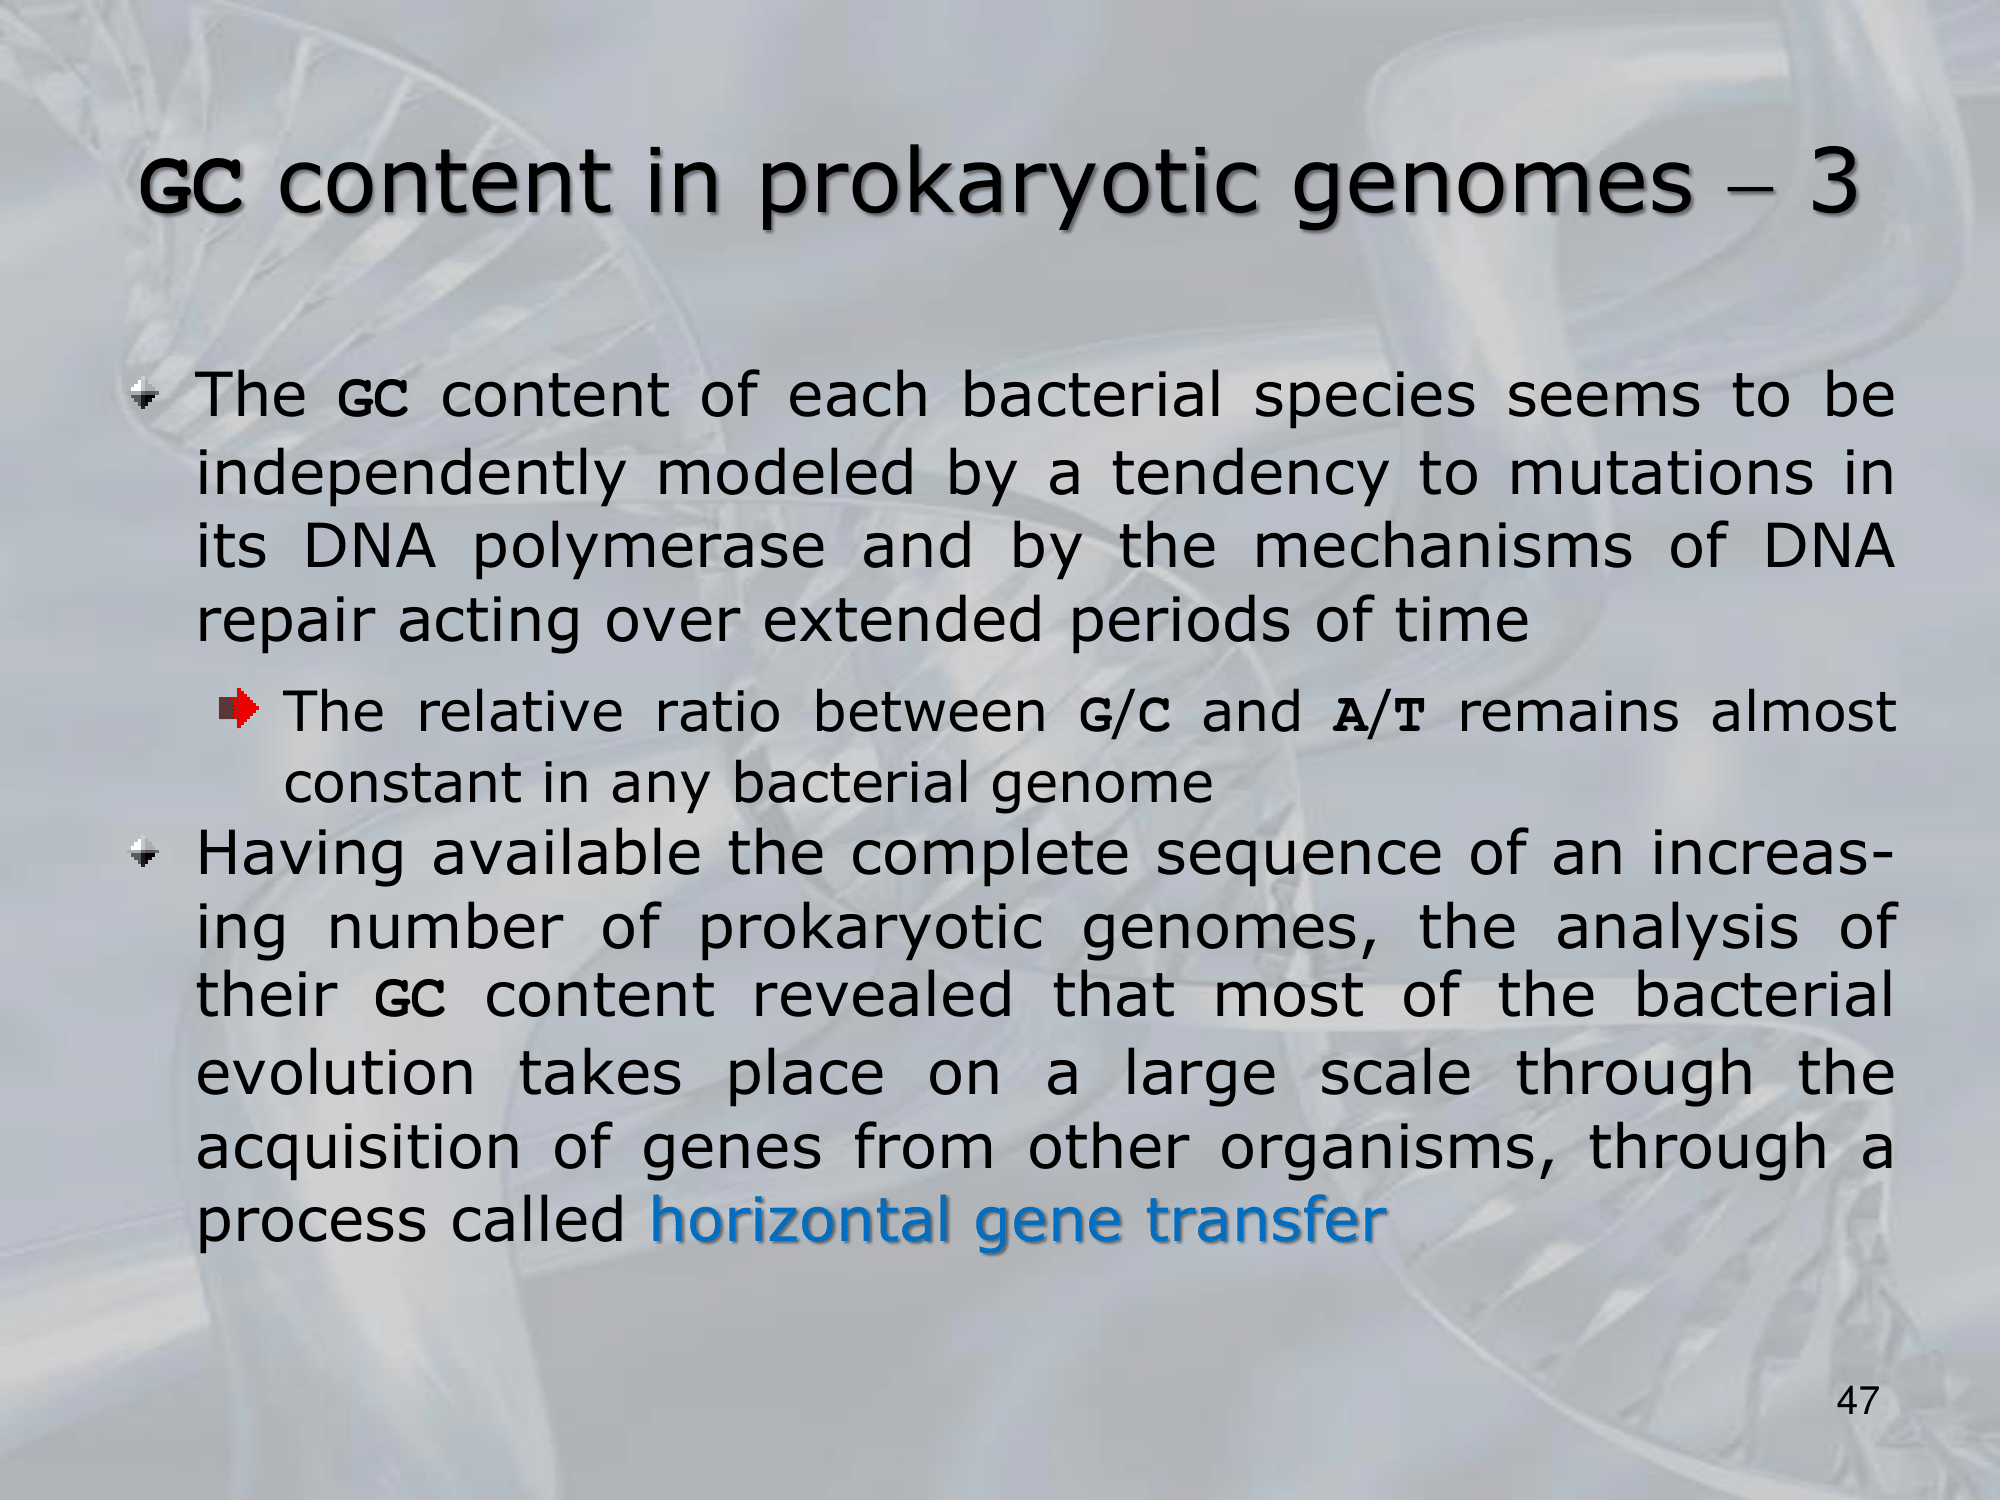 GC content in prokaryotic genomes – 3
The GC content of each bacterial species seems to be
independently modeled by a tendency to mutations in
its DNA polymerase and by the mechanisms of DNA
repair acting over extended periods of time
The relative ratio between G/C and A/T remains almost
constant in any bacterial genome
Having available the complete sequence of an increas-
ing number of prokaryotic genomes, the analysis of
their GC content revealed that most of the bacterial
evolution takes place on a large scale through the
acquisition of genes from other organisms, through a
process called horizontal gene transfer
47